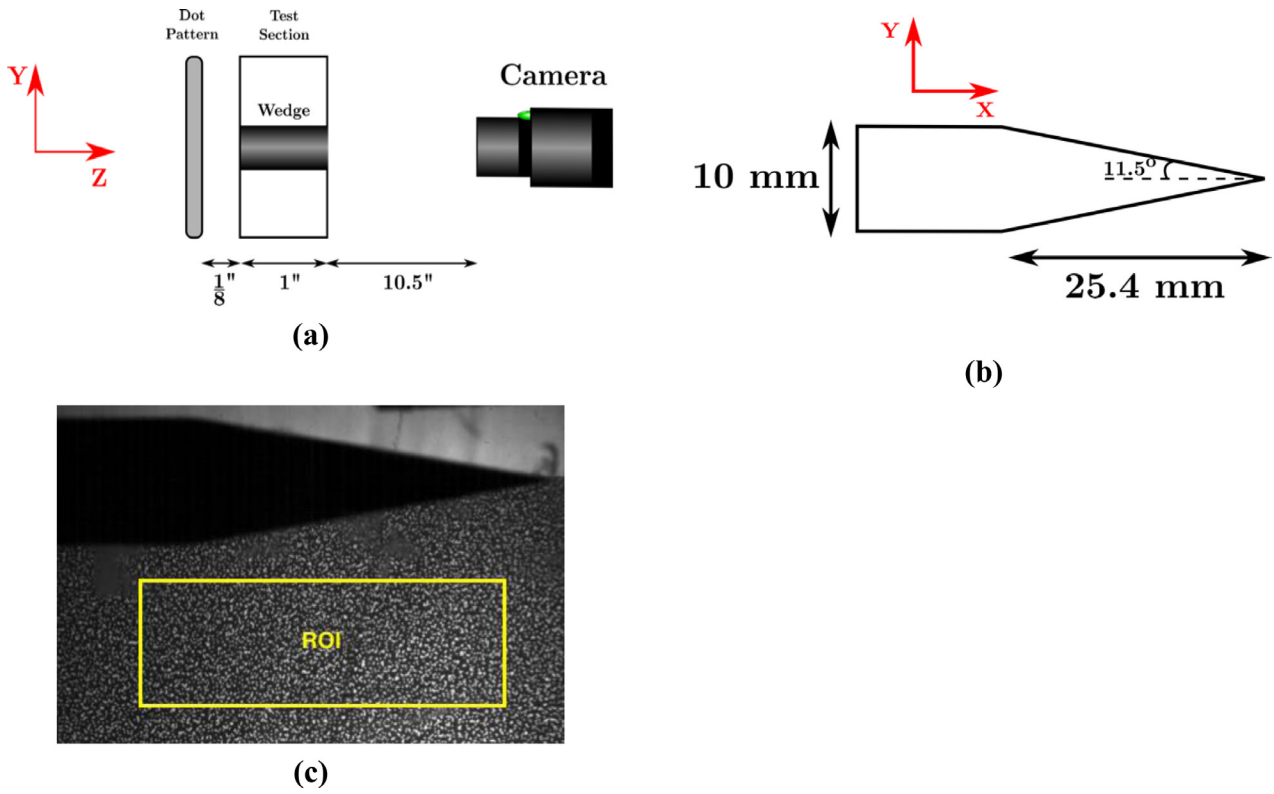 Dot
Pattern
Test
Section
Camera
Wedge
Y
Z
1/8"
1"
10.5"
(a)
Y
X
10 mm
11.5°
25.4 mm
(b)
ROI
(c)